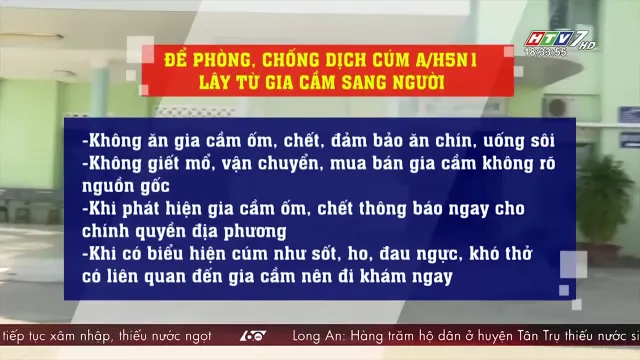 HTV7 HD
18:33:55
ĐỂ PHÒNG, CHỐNG DỊCH CÚM A/H5N1
LÂY TỪ GIA CẦM SANG NGƯỜI
-Không ăn gia cầm ốm, chết, đảm bảo ăn chín, uống sôi
-Không giết mổ, vận chuyển, mua bán gia cầm không rõ
nguồn gốc
-Khi phát hiện gia cầm ốm, chết thông báo ngay cho
chính quyền địa phương
-Khi có biểu hiện cúm như sốt, ho, đau ngực, khó thở
có liên quan đến gia cầm nên đi khám ngay
tiếp tục xâm nhập, thiếu nước ngọt 60 Long An: Hàng trăm hộ dân ở huyện Tân Trụ thiếu nước si